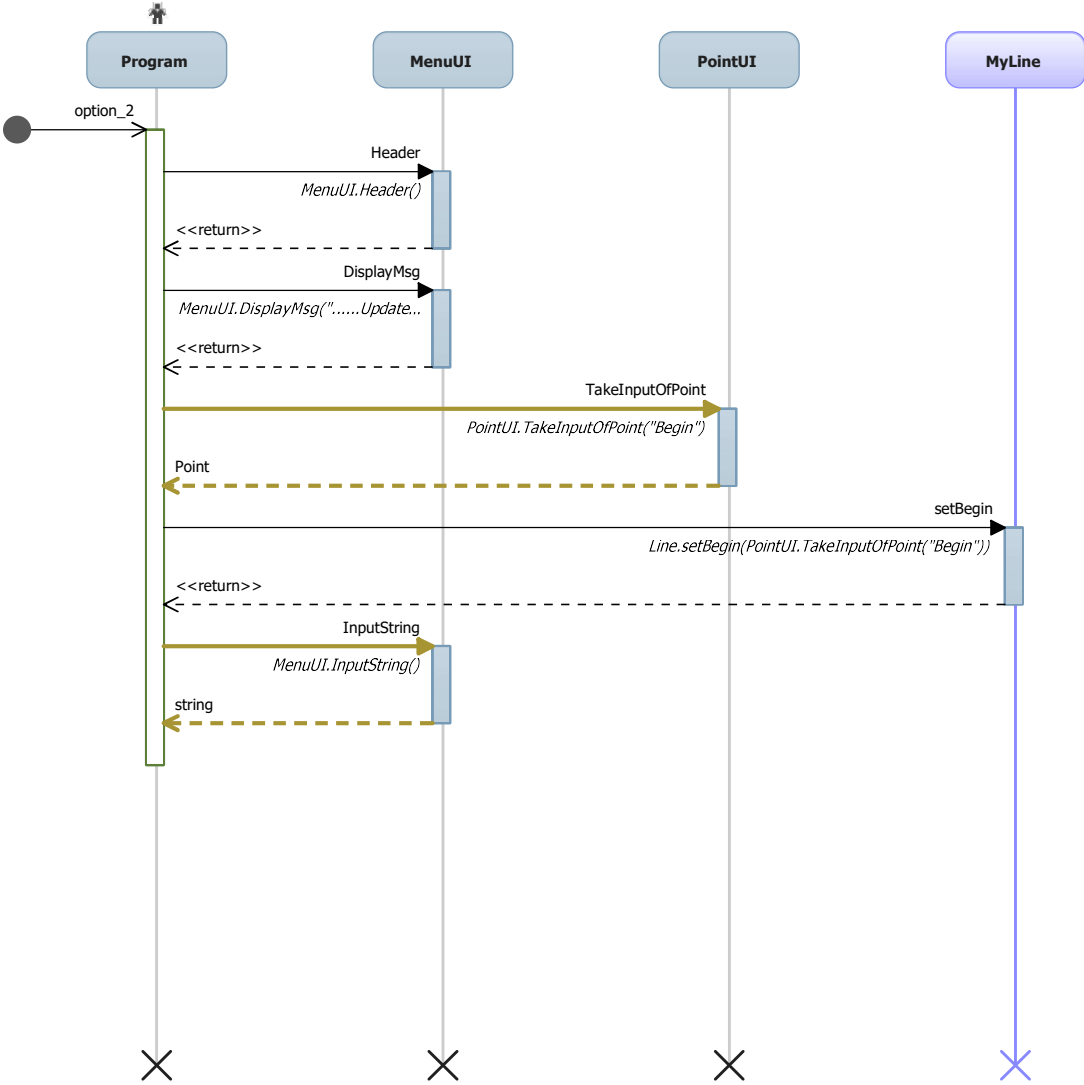 Program
MenuUI
PointUI
MyLine
option_2
Header
MenuUI.Header()
<<return>>
DisplayMsg
MenuUI.DisplayMsg("......Update...
<<return>>
TakeInputOfPoint
PointUI.TakeInputOfPoint("Begin")
Point
setBegin
Line.setBegin(PointUI.TakeInputOfPoint("Begin"))
<<return>>
InputString
MenuUI.InputString()
string